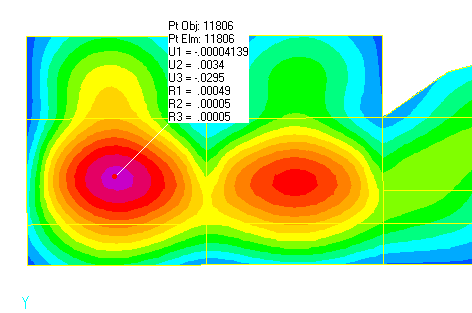 Pt Obj: 11806
Pt Elm: 11806
U1 = -.00004139
U2 = .0034
U3 = -.0295
R1 = .00049
R2 = .00005
R3 = .00005
Y